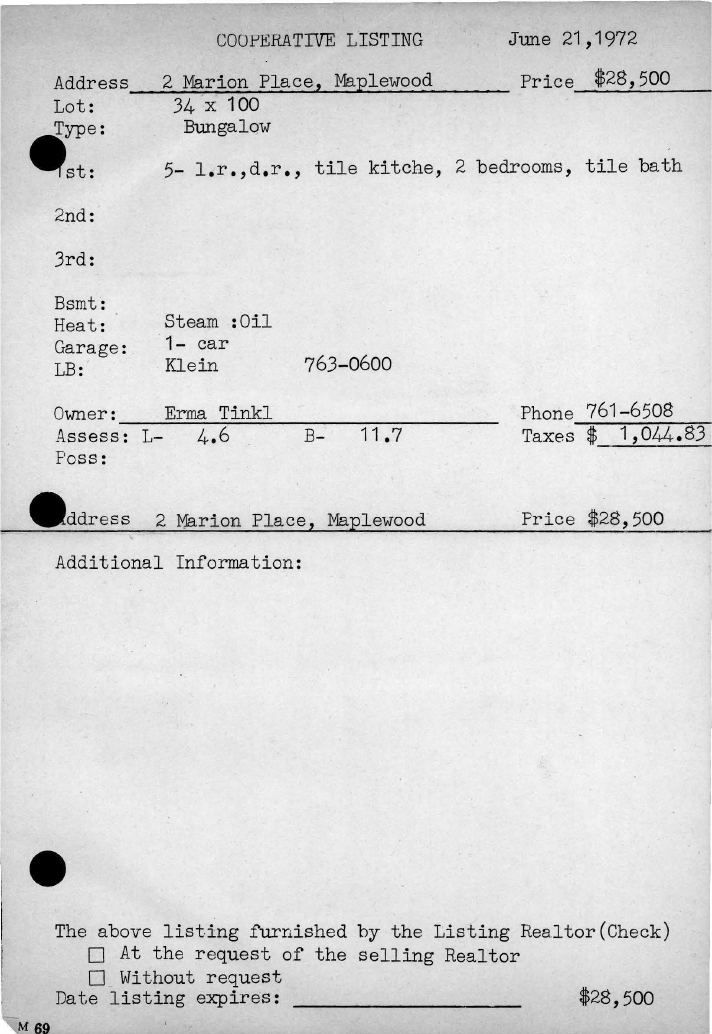 COOPERATIVE LISTING June 21,1972
Address 2 Marion Place, Maplewood Price $28,500
Lot: 34 x 100
Type: Bungalow
1st: 5- l.r.,d.r., tile kitche, 2 bedrooms, tile bath
2nd:
3rd:
Bsmt:
Heat: Steam :Oil
Garage: 1- car
LB: Klein 763-0600
Owner: Erma Tinkl Phone 761-6508
Assess: L- 4.6 B- 11.7 Taxes $ 1,044.83
Poss:
Address 2 Marion Place, Maplewood Price $28,500
Additional Information:
The above listing furnished by the Listing Realtor(Check)
☐ At the request of the selling Realtor
☐ Without request
Date listing expires: $28,500
M 69